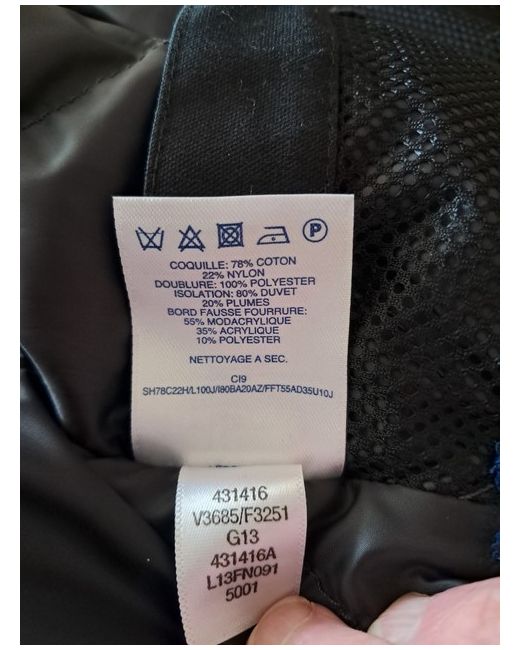 P
COQUILLE: 78% COTON
22% NYLON
DOUBLURE: 100% POLYESTER
ISOLATION: 80% DUVET
20% PLUMES
BORD FAUSSE FOURRURE:
55% MODACRYLIQUE
35% ACRYLIQUE
10% POLYESTER
NETTOYAGE A SEC.
CI9
SH78C22H/L100J/I80BA20AZ/FFT55AD35U10J
431416
V3685/F3251
G13
431416A
L13FN091
5001